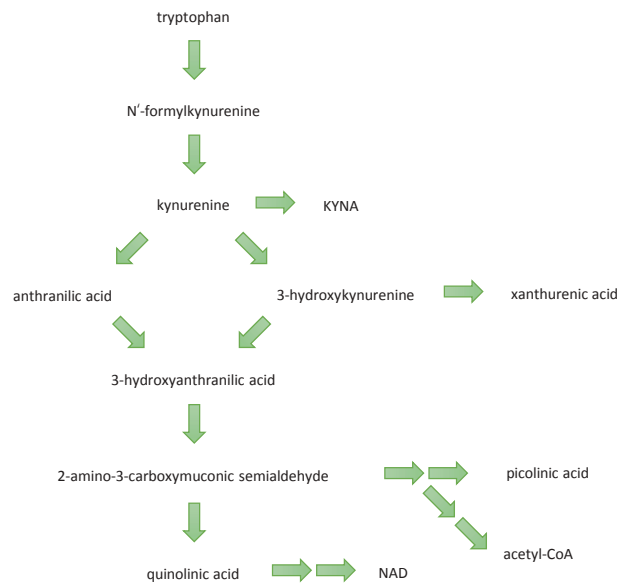 tryptophan
N′-formylkynurenine
kynurenine
KYNA
anthranilic acid
3-hydroxykynurenine
xanthurenic acid
3-hydroxyanthranilic acid
2-amino-3-carboxymuconic semialdehyde
picolinic acid
acetyl-CoA
quinolinic acid
NAD